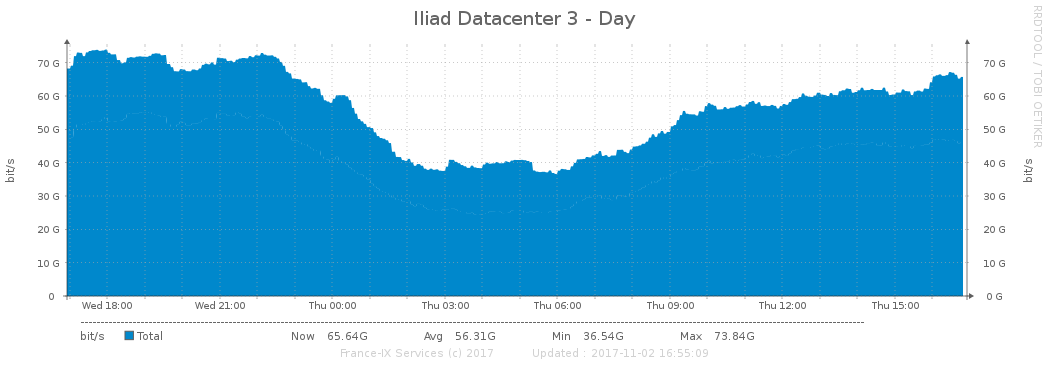 Iliad Datacenter 3 - Day
RRDTOOL / TOBI OETIKER
bit/s
70 G
60 G
50 G
40 G
30 G
20 G
10 G
0
70 G
60 G
50 G
40 G
30 G
20 G
10 G
0 G
bit/s
Wed 18:00 Wed 21:00 Thu 00:00 Thu 03:00 Thu 06:00 Thu 09:00 Thu 12:00 Thu 15:00
bit/s Total Now 65.64G Avg 56.31G Min 36.54G Max 73.84G
France-IX Services (c) 2017 Updated : 2017-11-02 16:55:09